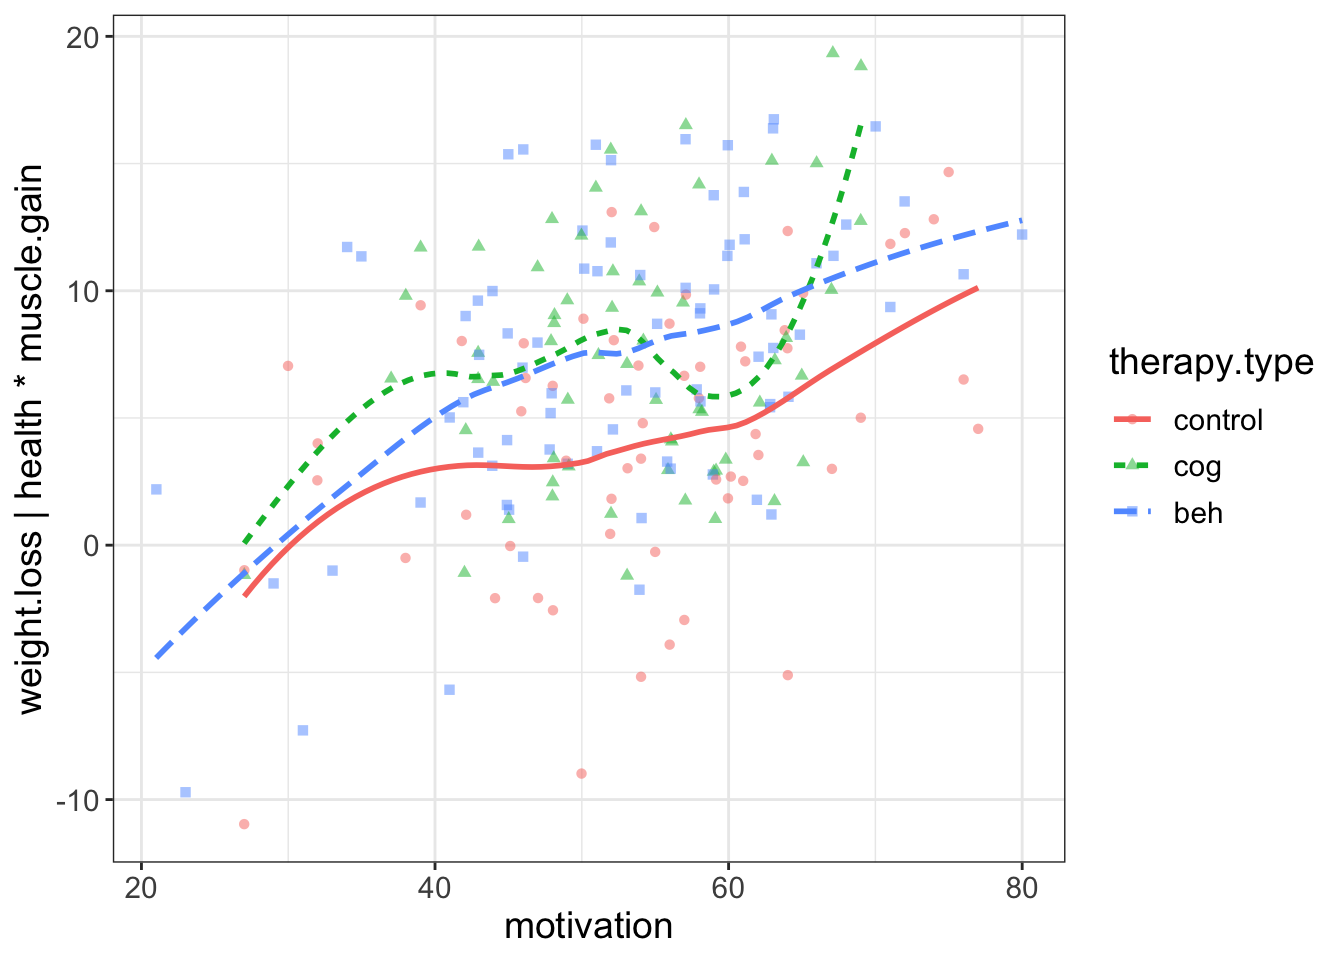 weight.loss | health * muscle.gain
20
10
0
-10
20
40
60
80
motivation
therapy.type
control
cog
beh